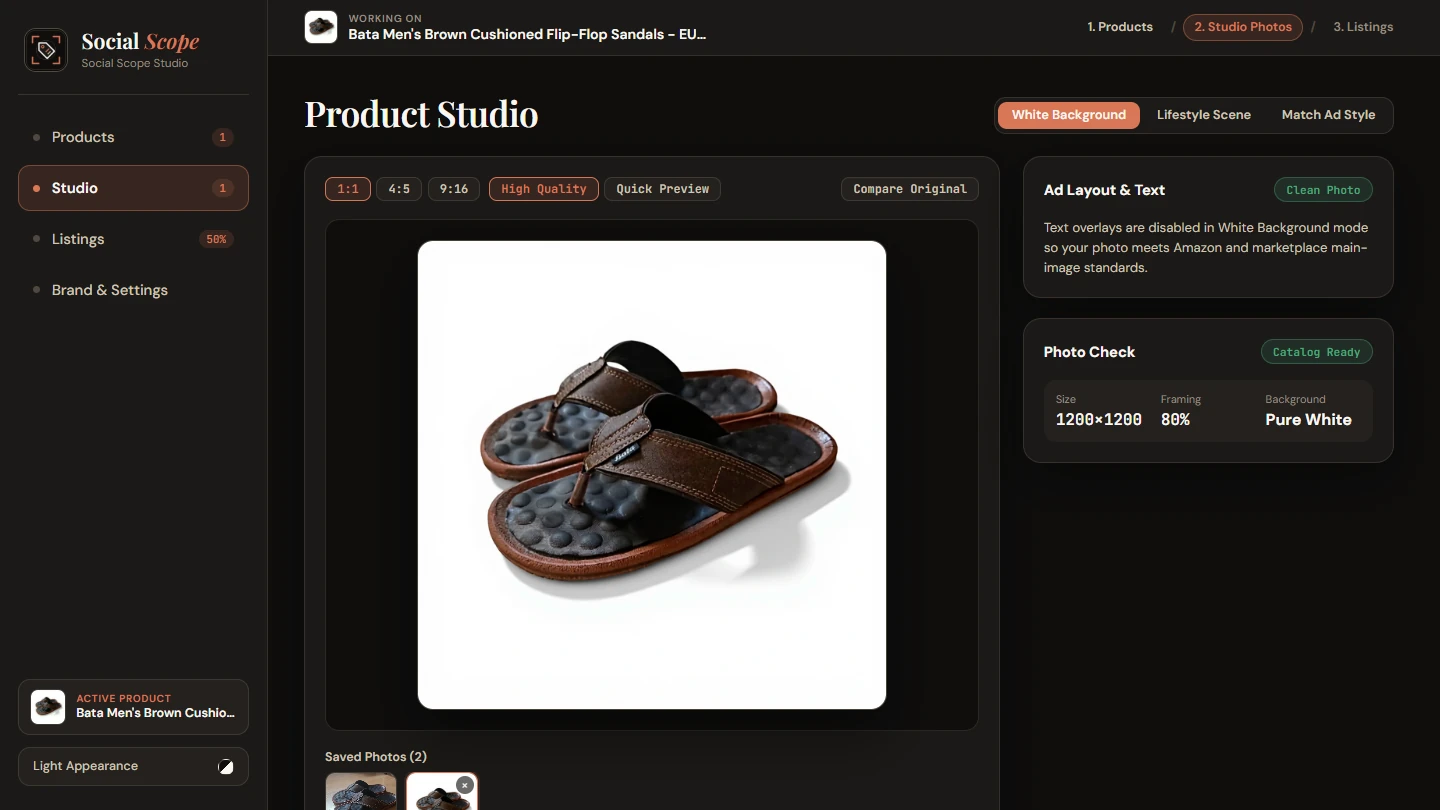 Social Scope
Social Scope Studio
Products 1
Studio 1
Listings 50%
Brand & Settings
ACTIVE PRODUCT
Bata Men's Brown Cushio...
Light Appearance
WORKING ON
Bata Men's Brown Cushioned Flip-Flop Sandals - EU...
1. Products / 2. Studio Photos / 3. Listings
Product Studio
White Background Lifestyle Scene Match Ad Style
1:1 4:5 9:16 High Quality Quick Preview Compare Original
Bata
Saved Photos (2)
×
Ad Layout & Text Clean Photo
Text overlays are disabled in White Background mode
so your photo meets Amazon and marketplace main-
image standards.
Photo Check Catalog Ready
Size Framing Background
1200×1200 80% Pure White